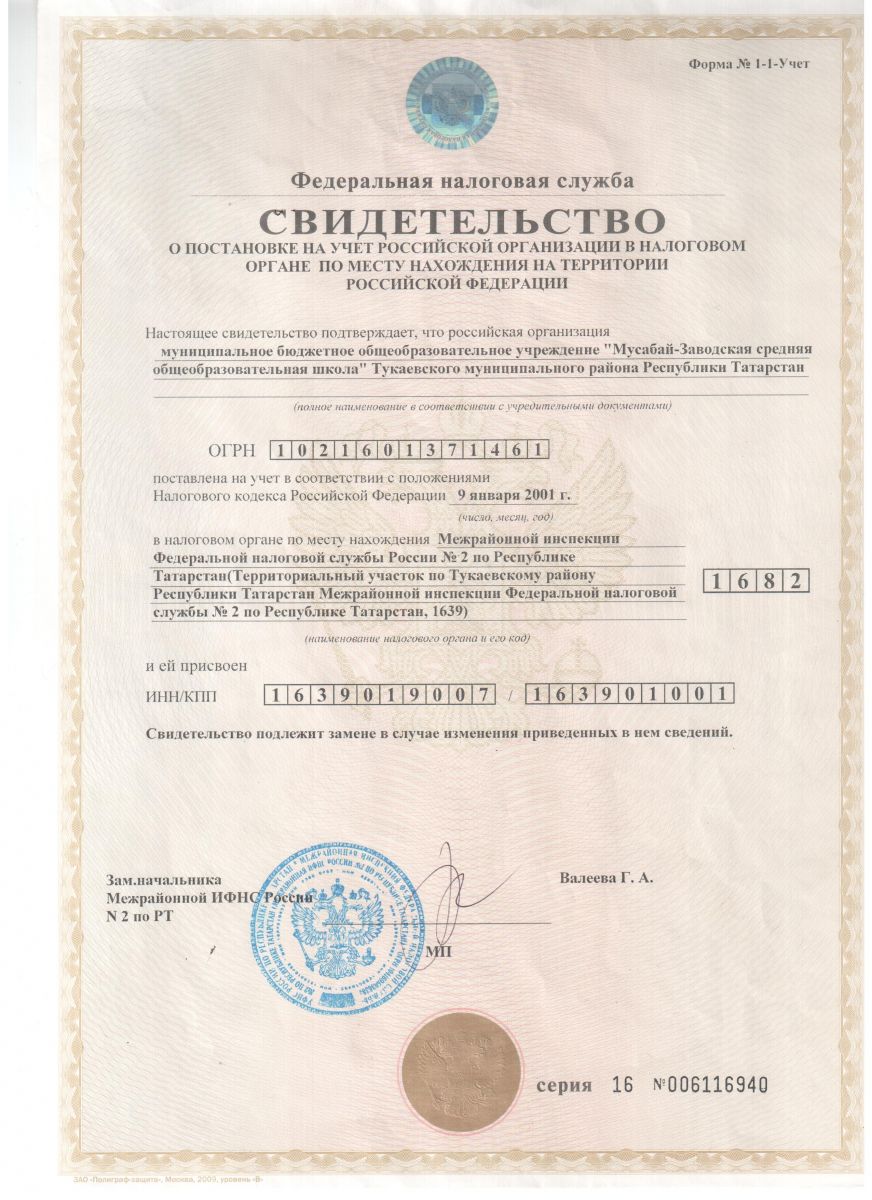 Форма № 1-1-Учет
Федеральная налоговая служба
СВИДЕТЕЛЬСТВО
О ПОСТАНОВКЕ НА УЧЕТ РОССИЙСКОЙ ОРГАНИЗАЦИИ В НАЛОГОВОМ
ОРГАНЕ ПО МЕСТУ НАХОЖДЕНИЯ НА ТЕРРИТОРИИ
РОССИЙСКОЙ ФЕДЕРАЦИИ
Настоящее свидетельство подтверждает, что российская организация
муниципальное бюджетное общеобразовательное учреждение "Мусабай-Заводская средняя
общеобразовательная школа" Тукаевского муниципального района Республики Татарстан
(полное наименование в соответствии с учредительными документами)
ОГРН 1021601371461
поставлена на учет в соответствии с положениями
Налогового кодекса Российской Федерации 9 января 2001 г.
(число, месяц, год)
в налоговом органе по месту нахождения Межрайонной инспекции
Федеральной налоговой службы России № 2 по Республике
Татарстан(Территориальный участок по Тукаевскому району
1682
Республики Татарстан Межрайонной инспекции Федеральной налоговой
службы № 2 по Республике Татарстан, 1639)
(наименование налогового органа и его код)
и ей присвоен
ИНН/КПП 1639019007 / 163901001
Свидетельство подлежит замене в случае изменения приведенных в нем сведений.
Зам.начальника
Межрайонной ИФНС России
N 2 по РТ
Валеева Г. А.
МП
серия 16 №006116940
ЗАО «Полиграф-защита», Москва, 2009, уровень «В»